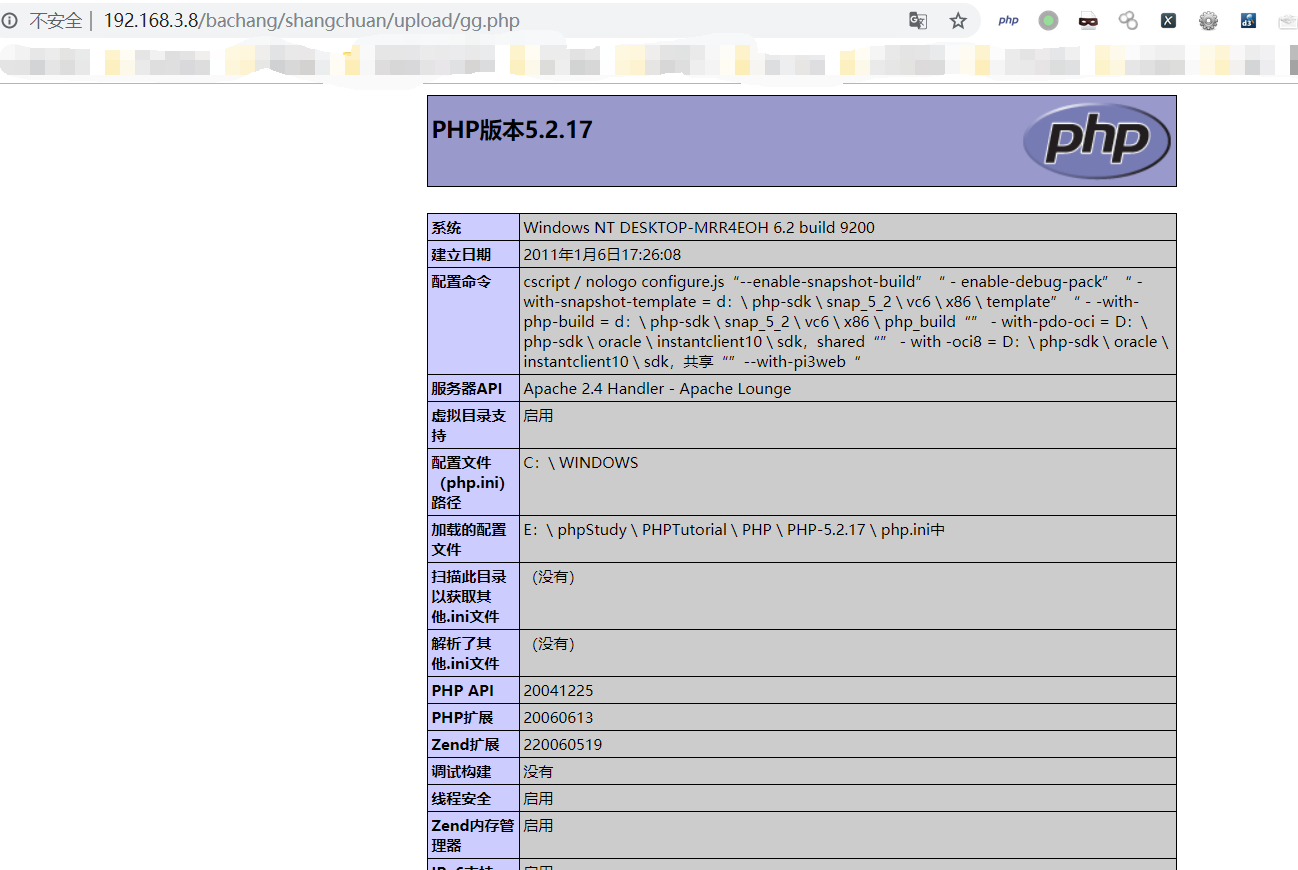 不安全 | 192.168.3.8/bachang/shangchuan/upload/gg.php
php
X
d3
PHP版本5.2.17
php
系统 Windows NT DESKTOP-MRR4EOH 6.2 build 9200
建立日期 2011年1月6日17:26:08
配置命令 cscript / nologo configure.js“--enable-snapshot-build” “ - enable-debug-pack” “ -
with-snapshot-template = d：\ php-sdk \ snap_5_2 \ vc6 \ x86 \ template” “ - -with-
php-build = d：\ php-sdk \ snap_5_2 \ vc6 \ x86 \ php_build“” - with-pdo-oci = D：\
php-sdk \ oracle \ instantclient10 \ sdk，shared“” - with -oci8 = D：\ php-sdk \ oracle \
instantclient10 \ sdk，共享“”--with-pi3web“
服务器API Apache 2.4 Handler - Apache Lounge
虚拟目录支 启用
持
配置文件 C：\ WINDOWS
（php.ini）
路径
加载的配置 E：\ phpStudy \ PHPTutorial \ PHP \ PHP-5.2.17 \ php.ini中
文件
扫描此目录 （没有）
以获取其
他.ini文件
解析了其 （没有）
他.ini文件
PHP API 20041225
PHP扩展 20060613
Zend扩展 220060519
调试构建 没有
线程安全 启用
Zend内存管 启用
理器